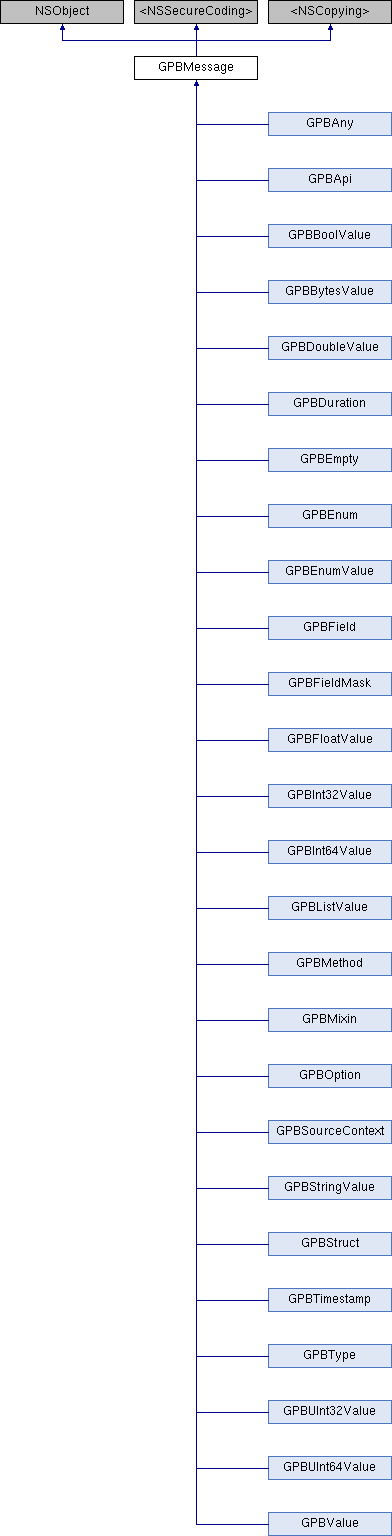 NSObject <NSSecureCoding> <NSCopying>
GPBMessage
GPBAny
GPBApi
GPBBoolValue
GPBBytesValue
GPBDoubleValue
GPBDuration
GPBEmpty
GPBEnum
GPBEnumValue
GPBField
GPBFieldMask
GPBFloatValue
GPBInt32Value
GPBInt64Value
GPBListValue
GPBMethod
GPBMixin
GPBOption
GPBSourceContext
GPBStringValue
GPBStruct
GPBTimestamp
GPBType
GPBUInt32Value
GPBUInt64Value
GPBValue